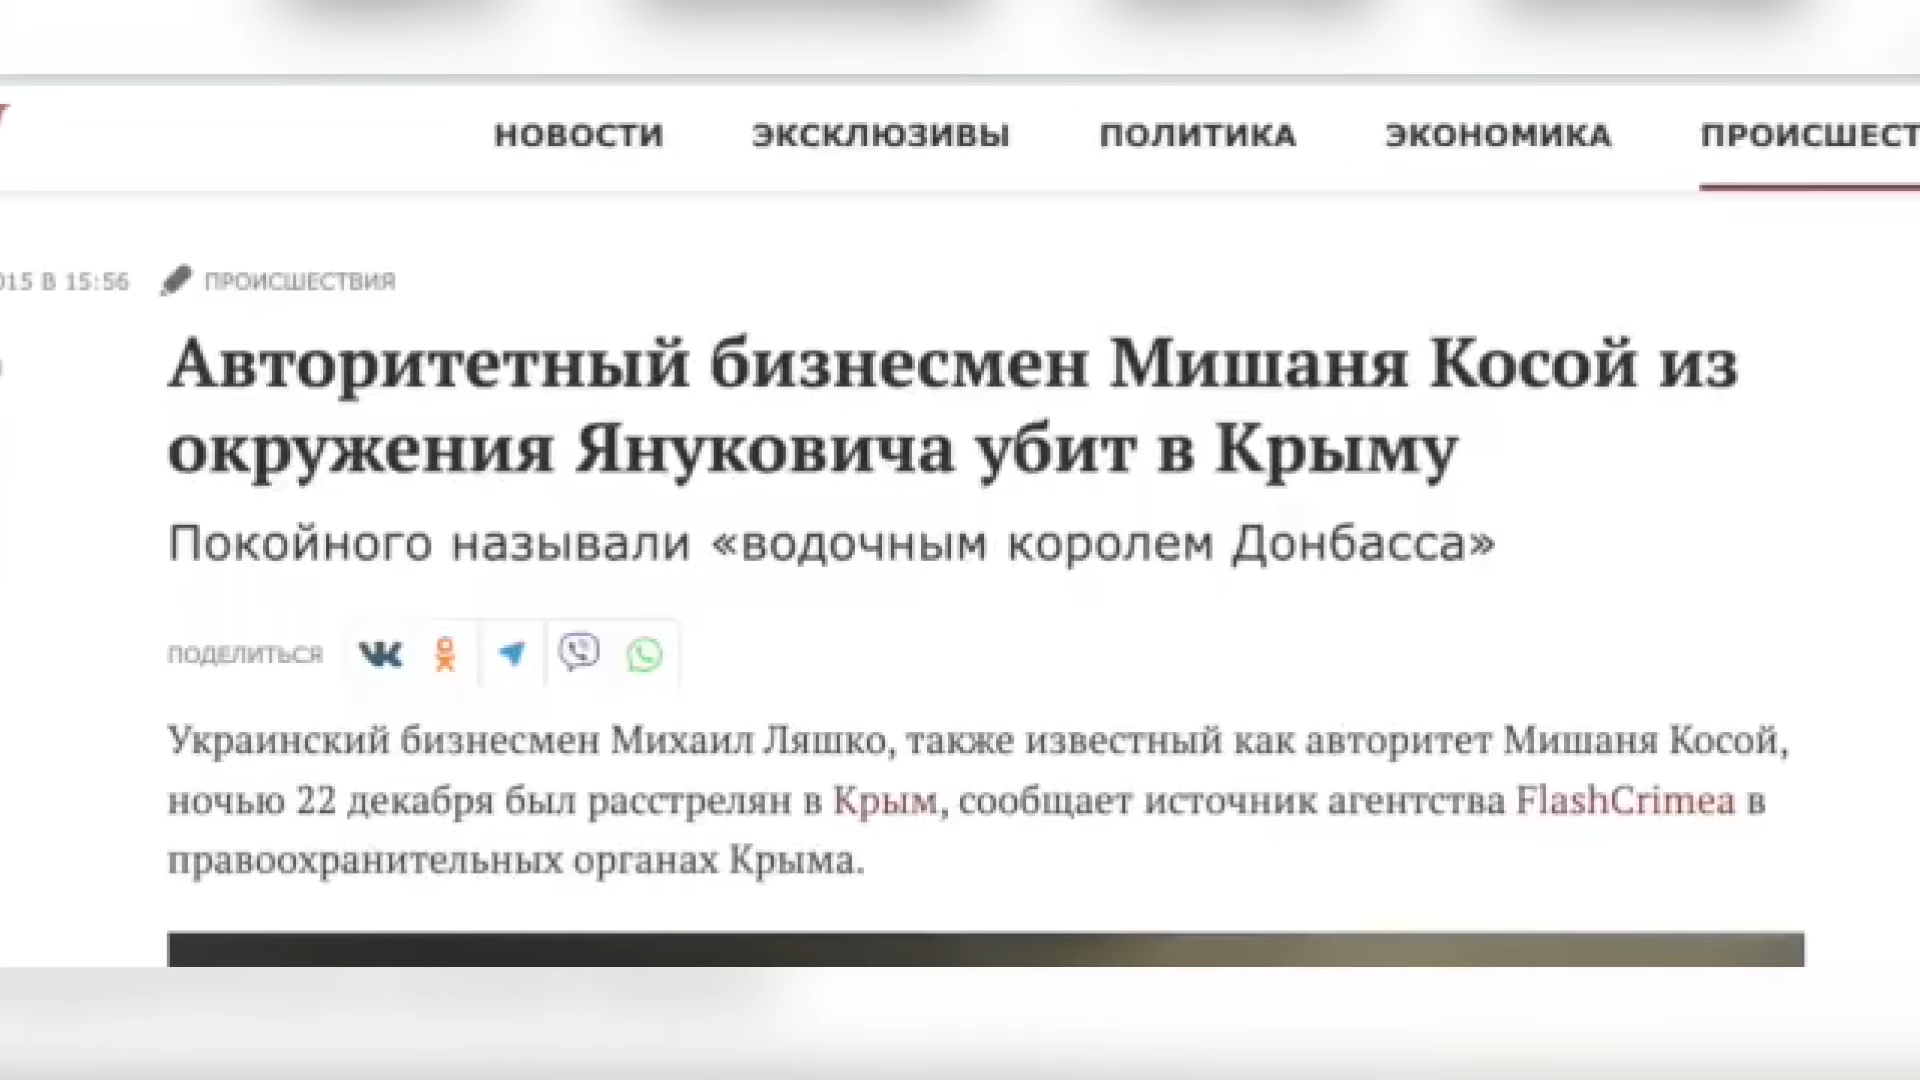 НОВОСТИ ЭКСКЛЮЗИВЫ ПОЛИТИКА ЭКОНОМИКА
В 15:56 ПРОИСШЕСТВИЯ
Авторитетный бизнесмен Мишаня Косой из
окружения Януковича убит в Крыму
Покойного называли «водочным королем Донбасса»
ПОДЕЛИТЬСЯ
Украинский бизнесмен Михаил Ляшко, также известный как авторитет Мишаня Косой,
ночью 22 декабря был расстрелян в Крым, сообщает источник агентства FlashCrimea в
правоохранительных органах Крыма.